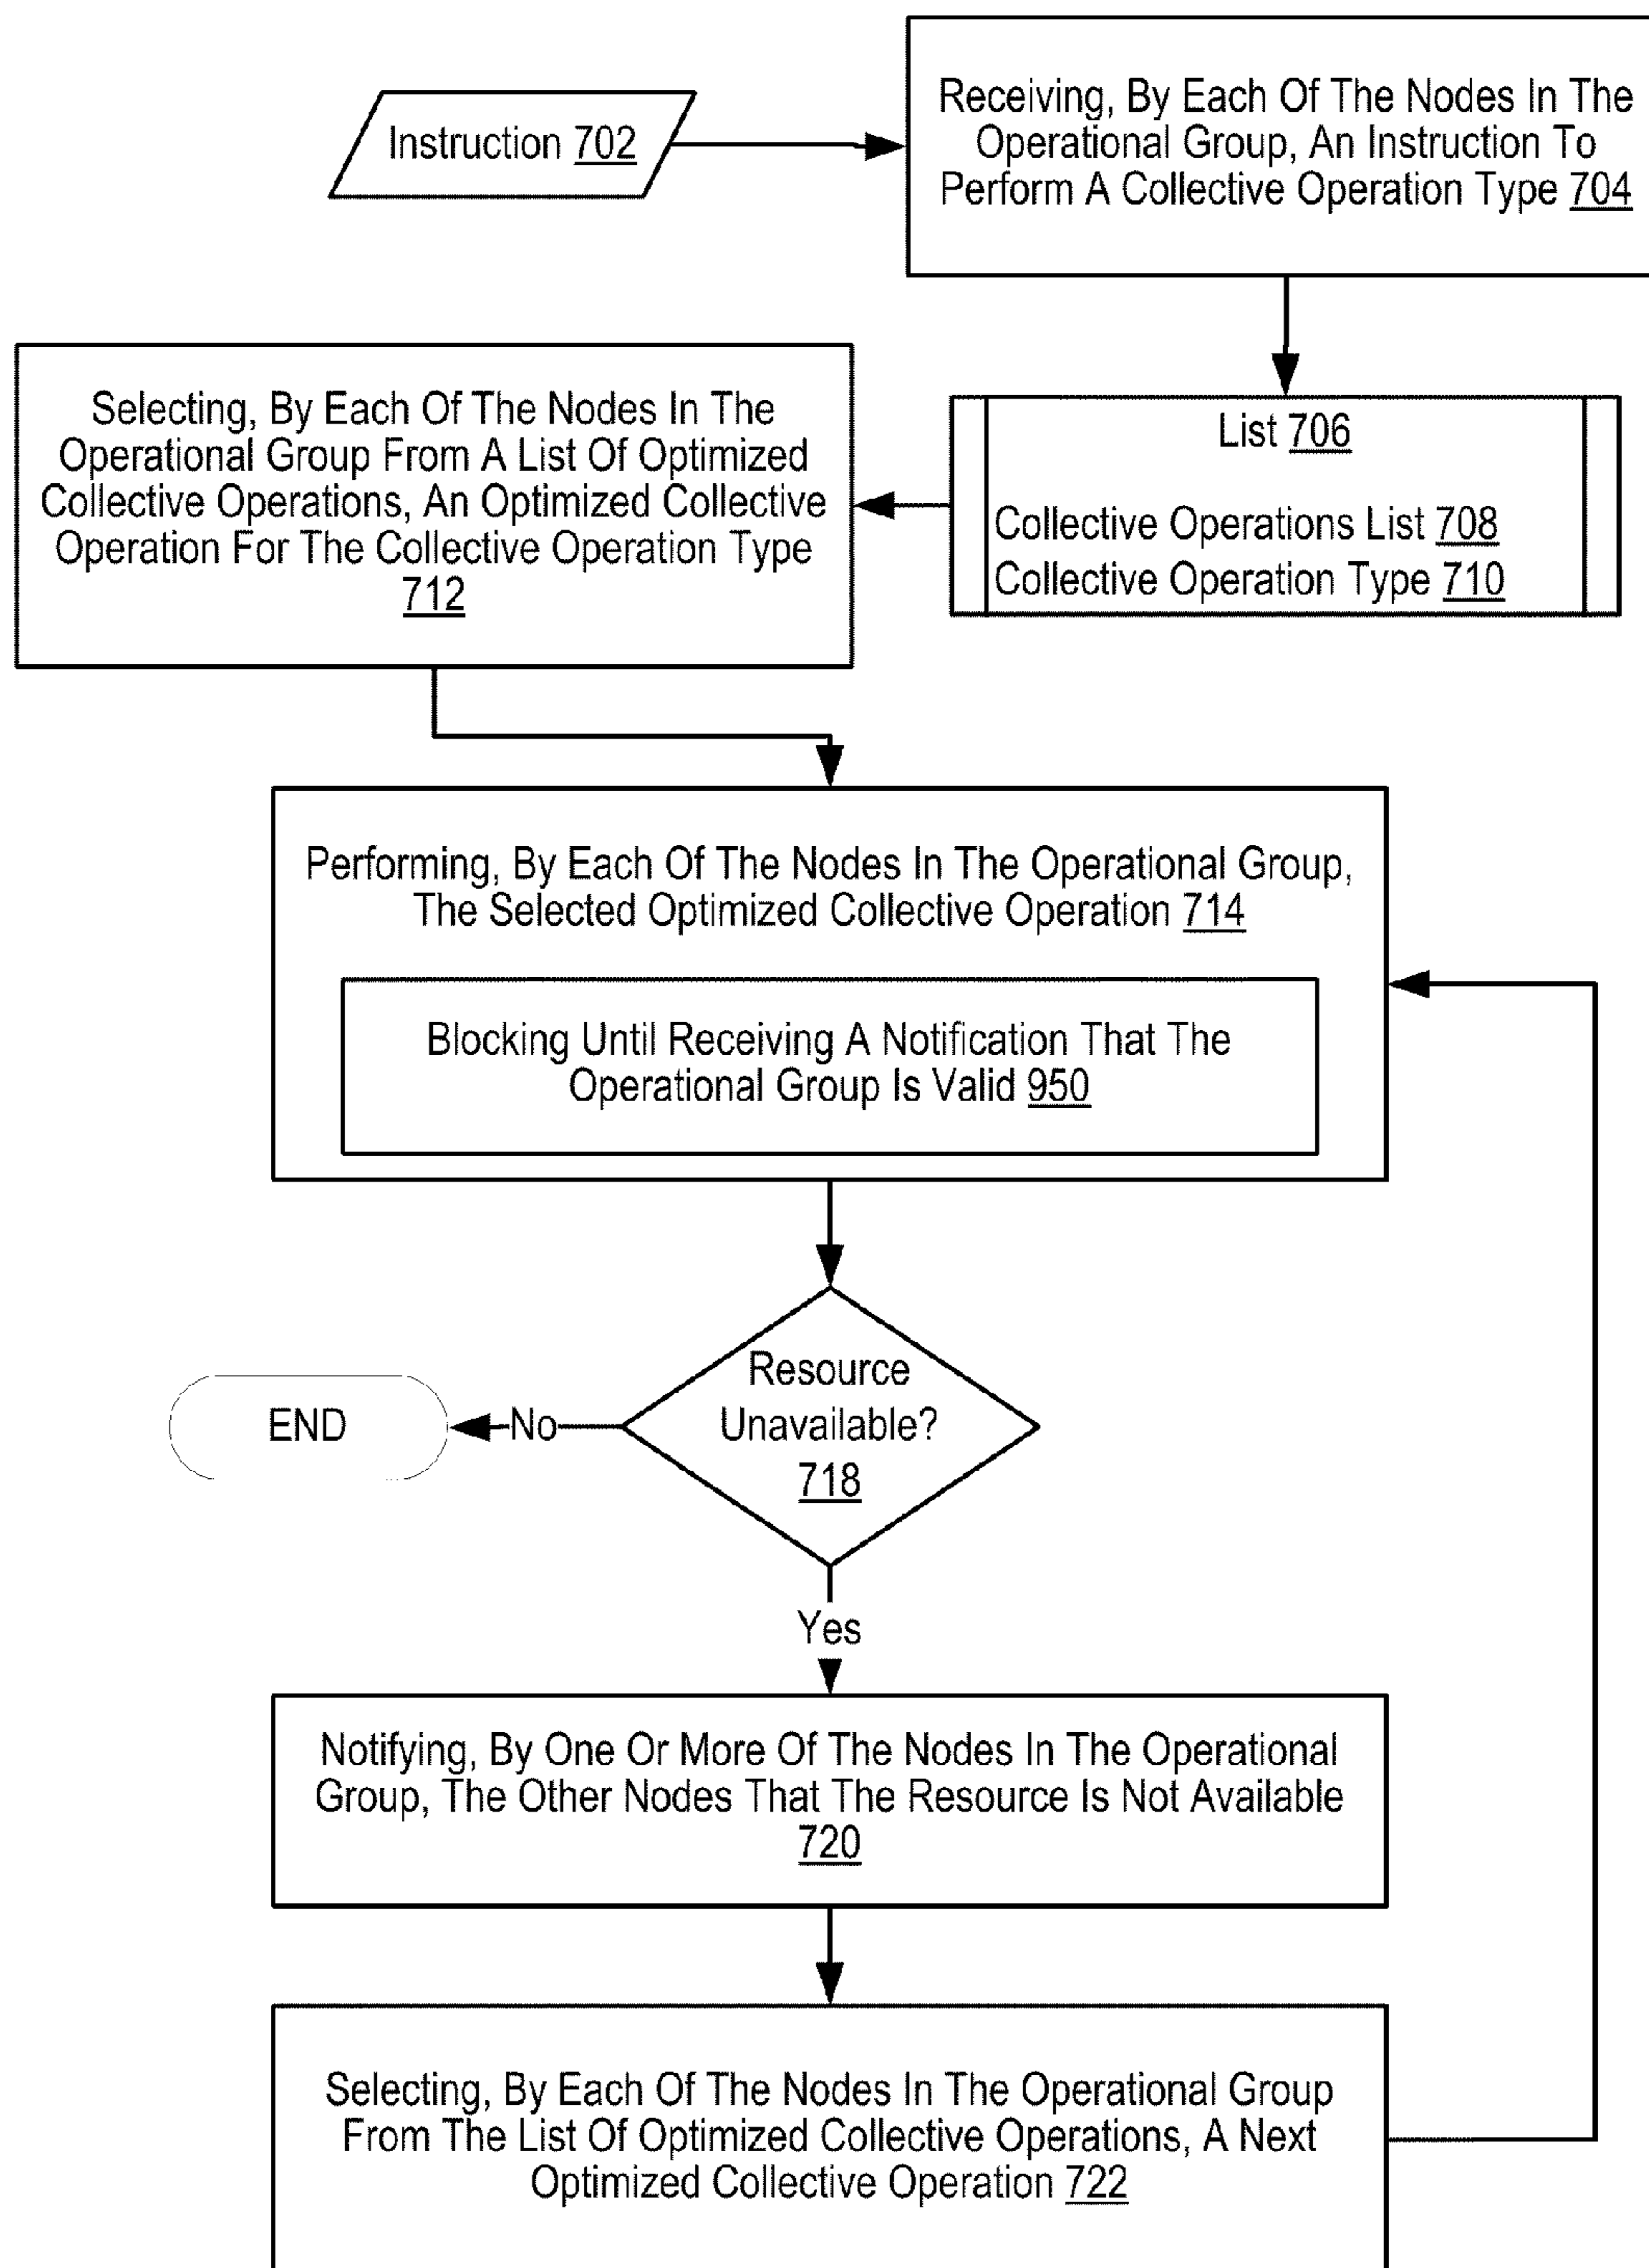 Instruction 702
Receiving, By Each Of The Nodes In The
Operational Group, An Instruction To
Perform A Collective Operation Type 704
List 706
Collective Operations List 708
Collective Operation Type 710
Selecting, By Each Of The Nodes In The
Operational Group From A List Of Optimized
Collective Operations, An Optimized Collective
Operation For The Collective Operation Type
712
Performing, By Each Of The Nodes In The Operational Group,
The Selected Optimized Collective Operation 714
Blocking Until Receiving A Notification That The
Operational Group Is Valid 950
Resource
Unavailable?
718
No
END
Yes
Notifying, By One Or More Of The Nodes In The Operational
Group, The Other Nodes That The Resource Is Not Available
720
Selecting, By Each Of The Nodes In The Operational Group
From The List Of Optimized Collective Operations, A Next
Optimized Collective Operation 722